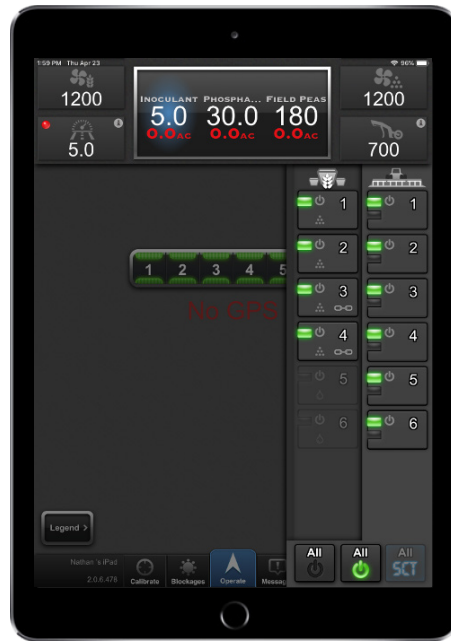 1:59 PM Thu Apr 23
96%
1200
INOCULANT PHOSPHA... FIELD PEAS
5.0 30.0 180
0.0AC 0.0AC 0.0AC
1200
5.0
700
1 1
2 2
3 3
4 4
5 5
6 6
1 2 3 4 5
No GPS
Legend >
All All All
SCT
Nathan 's iPad
2.0.6.476
Calibrate Blockages Operate Messag